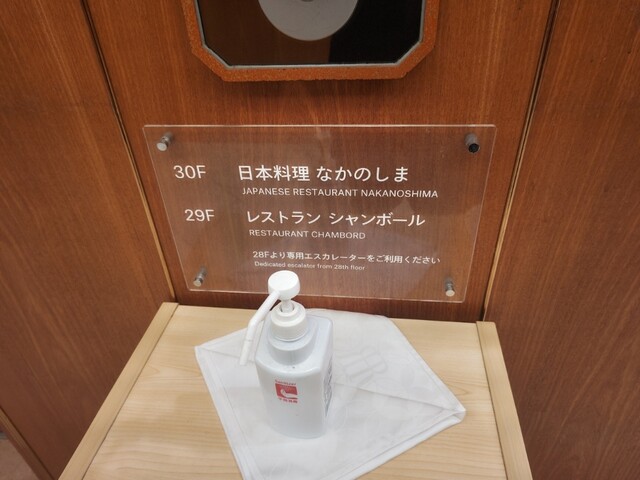 30F 日本料理 なかのしま
JAPANESE RESTAURANT NAKANOSHIMA
29F レストラン シャンボール
RESTAURANT CHAMBORD
28Fより専用エスカレーターをご利用ください
Dedicated escalator from 28th floor